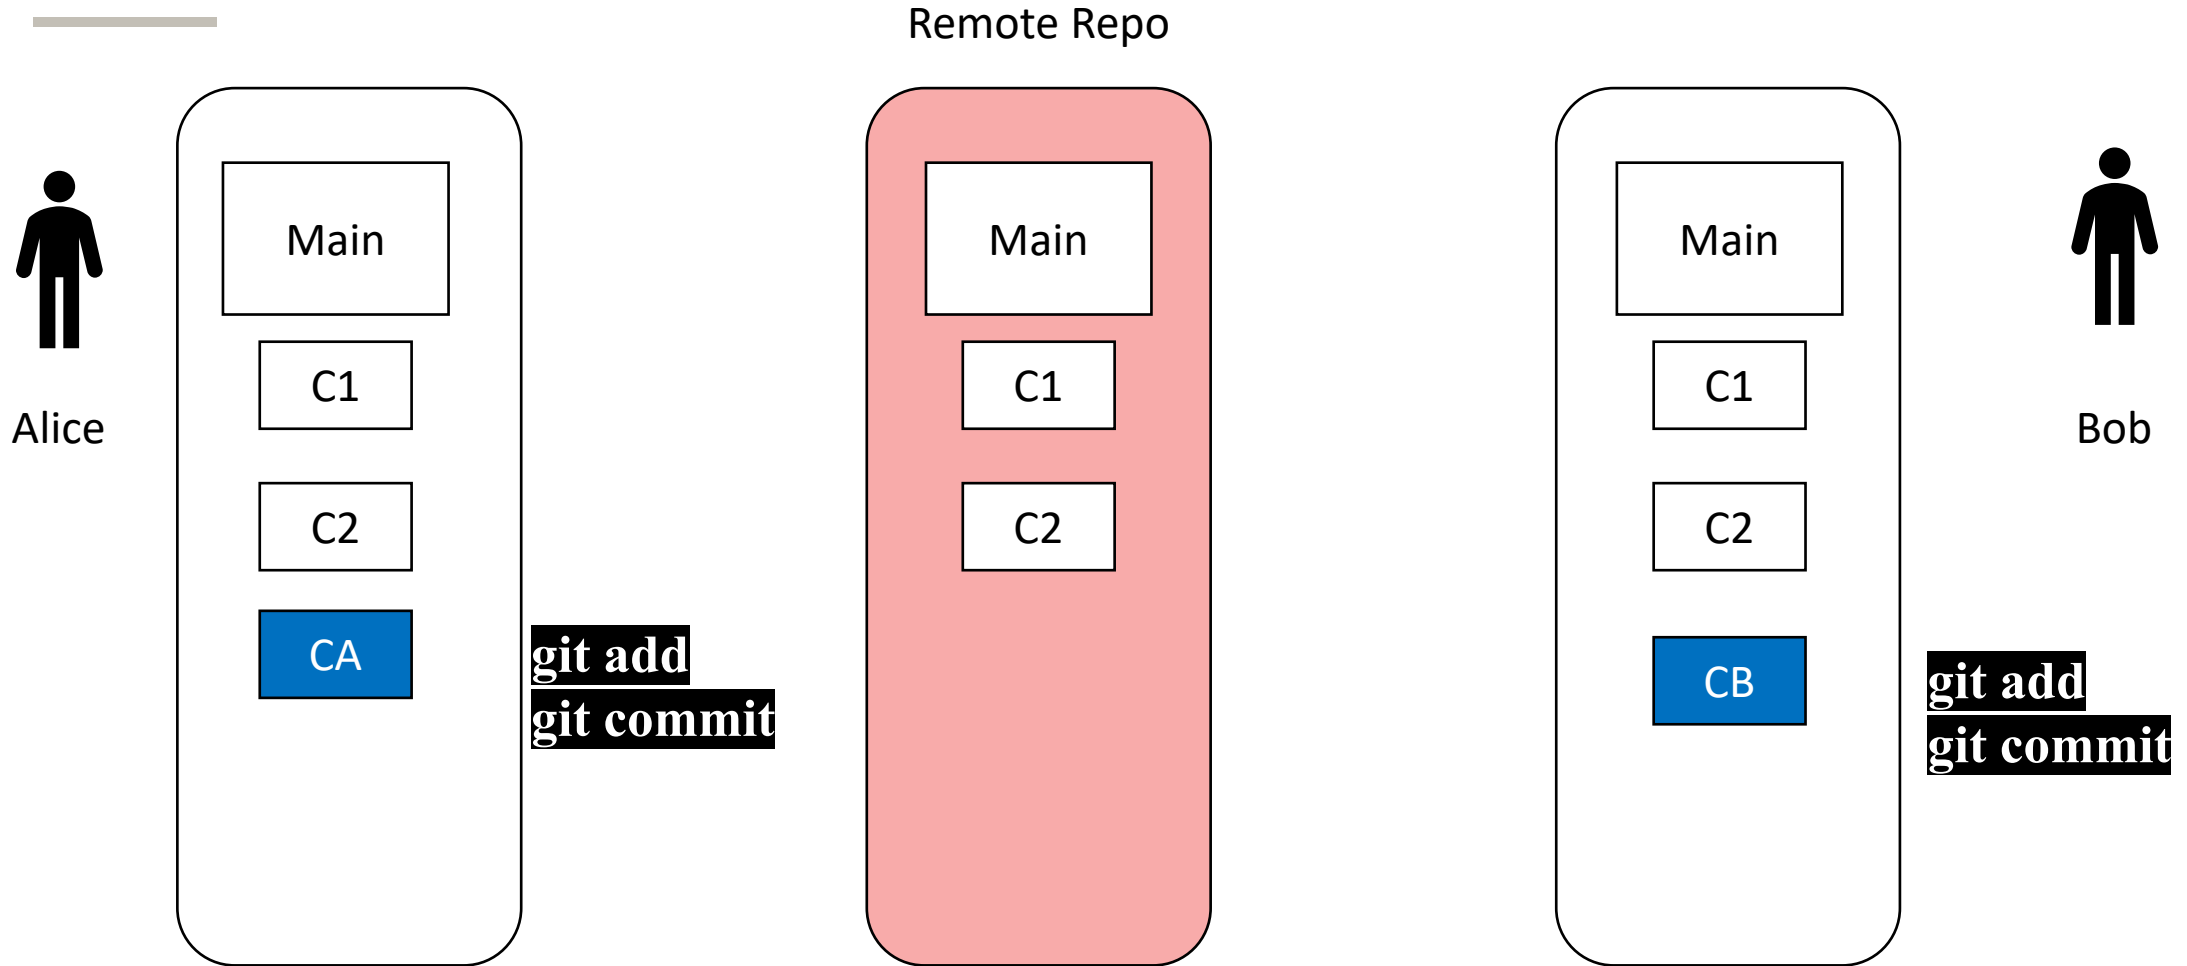 Remote Repo
Alice
Main
C1
C2
CA
git add
git commit
Main
C1
C2
Main
C1
C2
CB
git add
git commit
Bob